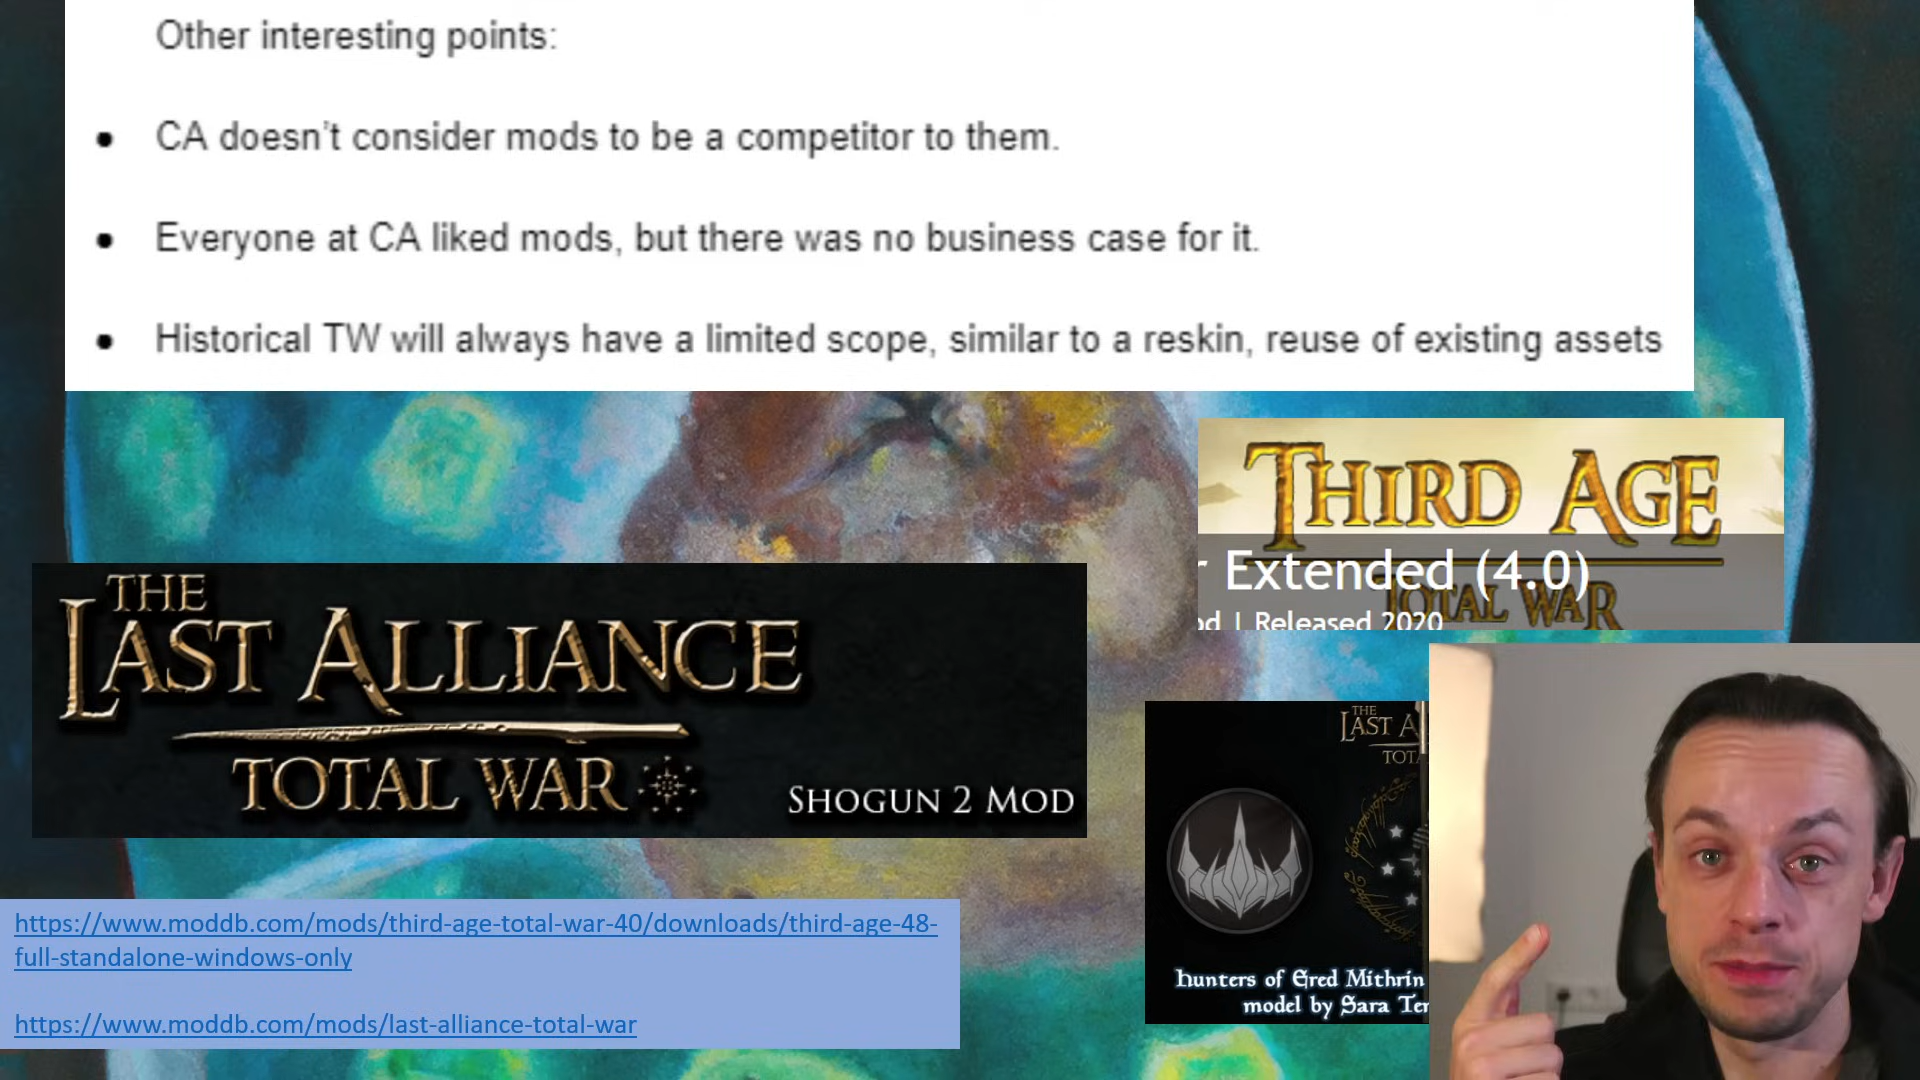 Other interesting points:
• CA doesn't consider mods to be a competitor to them.
• Everyone at CA liked mods, but there was no business case for it.
• Historical TW will always have a limited scope, similar to a reskin, reuse of existing assets
THIRD AGE
Extended (4.0)
TOTAL WAR
| Released 2020
THE
LAST ALLIANCE
TOTAL WAR
SHOGUN 2 MOD
THE
LAST A
TOT
hunters of Ered Mithrin
model by Sara Ter
https://www.moddb.com/mods/third-age-total-war-40/downloads/third-age-48-
full-standalone-windows-only
https://www.moddb.com/mods/last-alliance-total-war